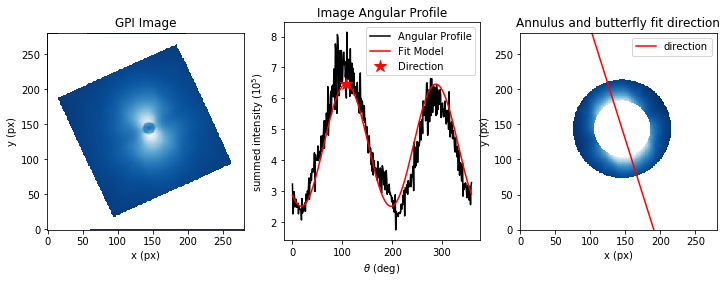 GPI Image
250
200
150
100
50
0
y (px)
0 50 100 150 200 250
x (px)
Image Angular Profile
Angular Profile
Fit Model
Direction
8
7
6
5
4
3
2
summed intensity (10⁵)
0 100 200 300
θ (deg)
Annulus and butterfly fit direction
direction
250
200
150
100
50
0
y (px)
0 50 100 150 200 250
x (px)